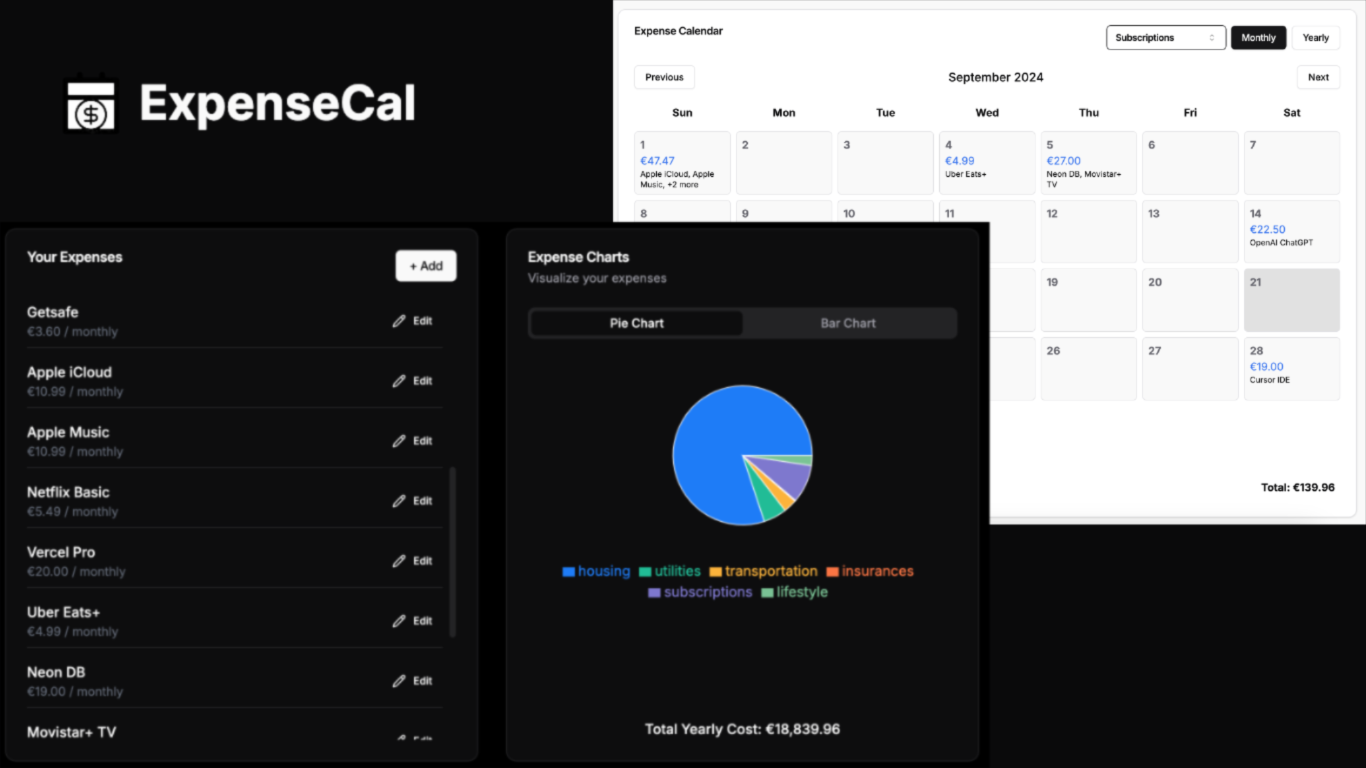 ExpenseCal
Expense Calendar
Subscriptions
Monthly
Yearly
Previous
September 2024
Next
Sun Mon Tue Wed Thu Fri Sat
1
€47.47
Apple iCloud, Apple
Music, +2 more
2
3
4
€4.99
Uber Eats+
5
€27.00
Neon DB, Movistar+
TV
6
7
8
9
10
11
12
13
14
€22.50
OpenAI ChatGPT
19
20
21
26
27
28
€19.00
Cursor IDE
Total: €139.96
Your Expenses
+ Add
Getsafe
€3.60 / monthly
Edit
Apple iCloud
€10.99 / monthly
Edit
Apple Music
€10.99 / monthly
Edit
Netflix Basic
€5.49 / monthly
Edit
Vercel Pro
€20.00 / monthly
Edit
Uber Eats+
€4.99 / monthly
Edit
Neon DB
€19.00 / monthly
Edit
Movistar+ TV
Expense Charts
Visualize your expenses
Pie Chart
Bar Chart
housing utilities transportation insurances
subscriptions lifestyle
Total Yearly Cost: €18,839.96